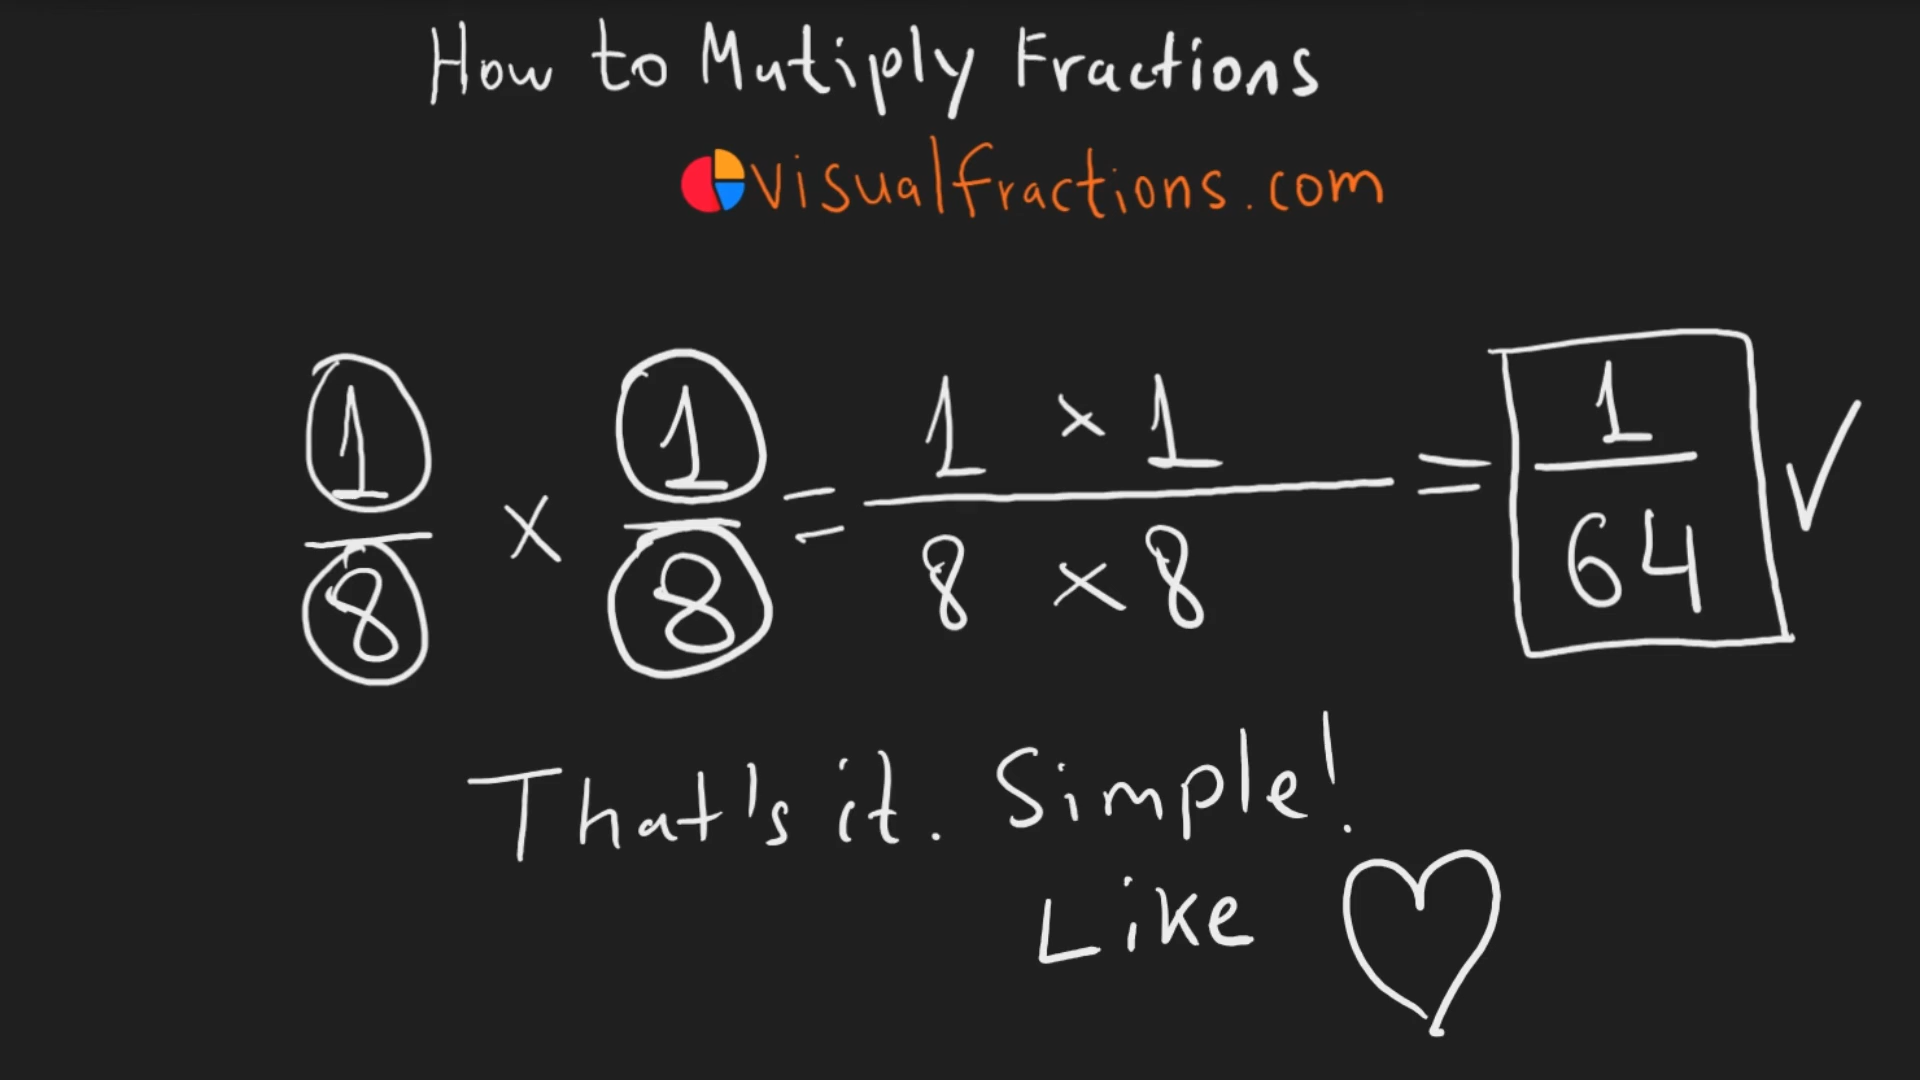 How to Mutiply Fractions
visualfractions.com
1/8 × 1/8 = 1 × 1/8 × 8 = 1/64 ✓
That's it. Simple!
Like ♡